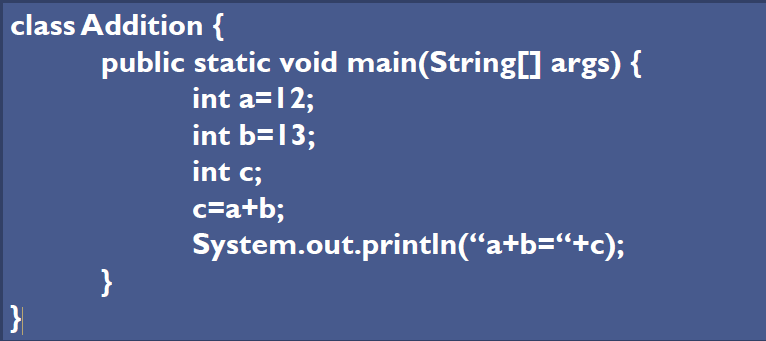 class Addition {
public static void main(String[] args) {
int a=12;
int b=13;
int c;
c=a+b;
System.out.println(“a+b=“+c);
}
}